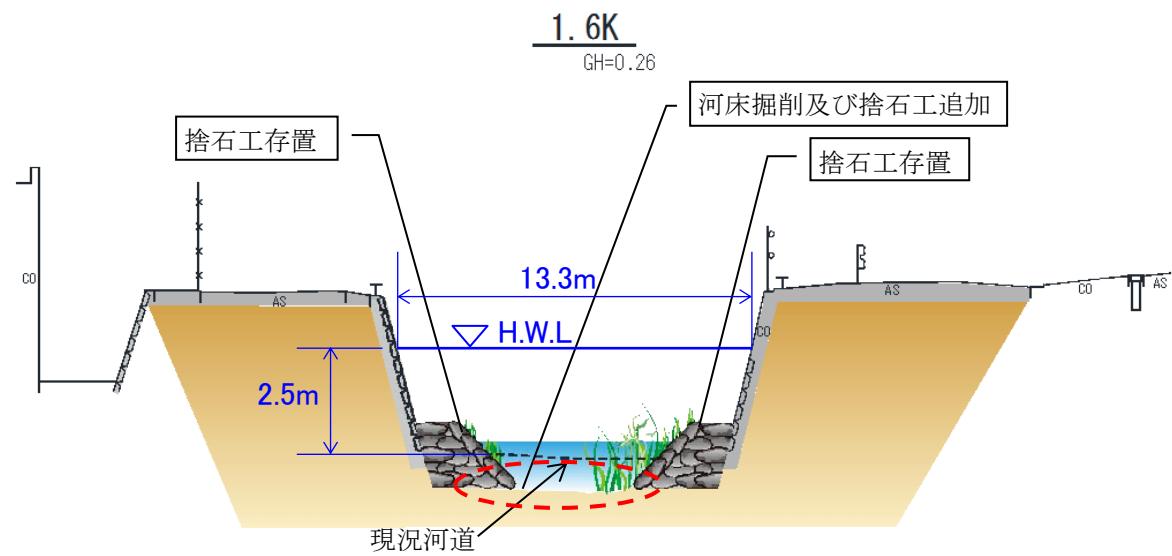 1.6K
GH=0.26
河床掘削及び捨石工追加
捨石工存置
捨石工存置
CO
13.3m
AS
AS
CO
AS
CO
H.W.L
2.5m
現況河道